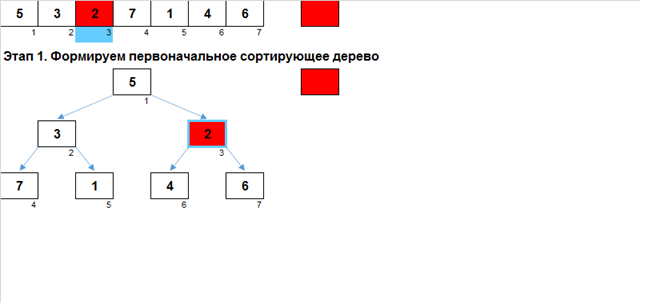 5 3 2 7 1 4 6
1 2 3 4 5 6 7
Этап 1. Формируем первоначальное сортирующее дерево
5
1
3 2
2 3
7 1 4 6
4 5 6 7